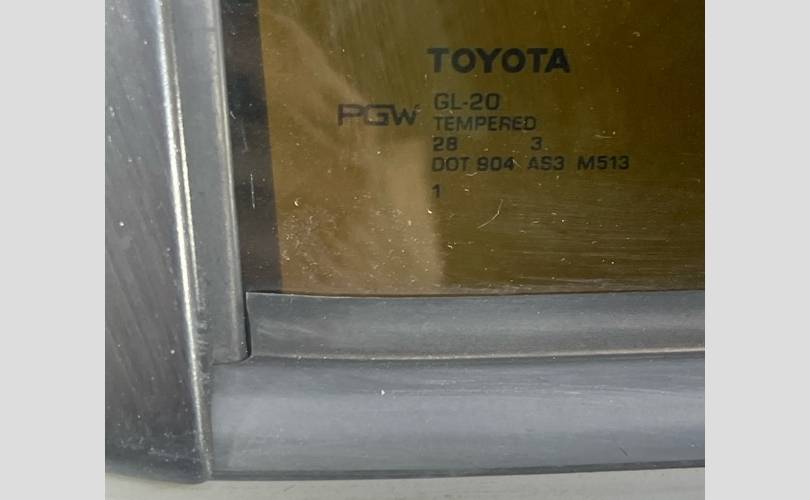 TOYOTA
PGW GL-20
TEMPERED
28 3
DOT 904 AS3 M513
1